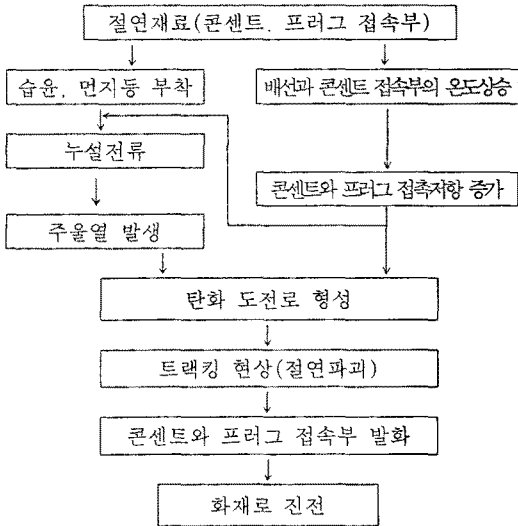 절연재료(콘센트. 프러그 접속부)
습윤. 먼지등 부착
배선과 콘센트 접속부의 온도상승
누설전류
콘센트와 프러그 접촉저항 증가
주울열 발생
탄화 도전로 형성
트랙킹 현상(절연파괴)
콘센트와 프러그 접속부 발화
화재로 진전